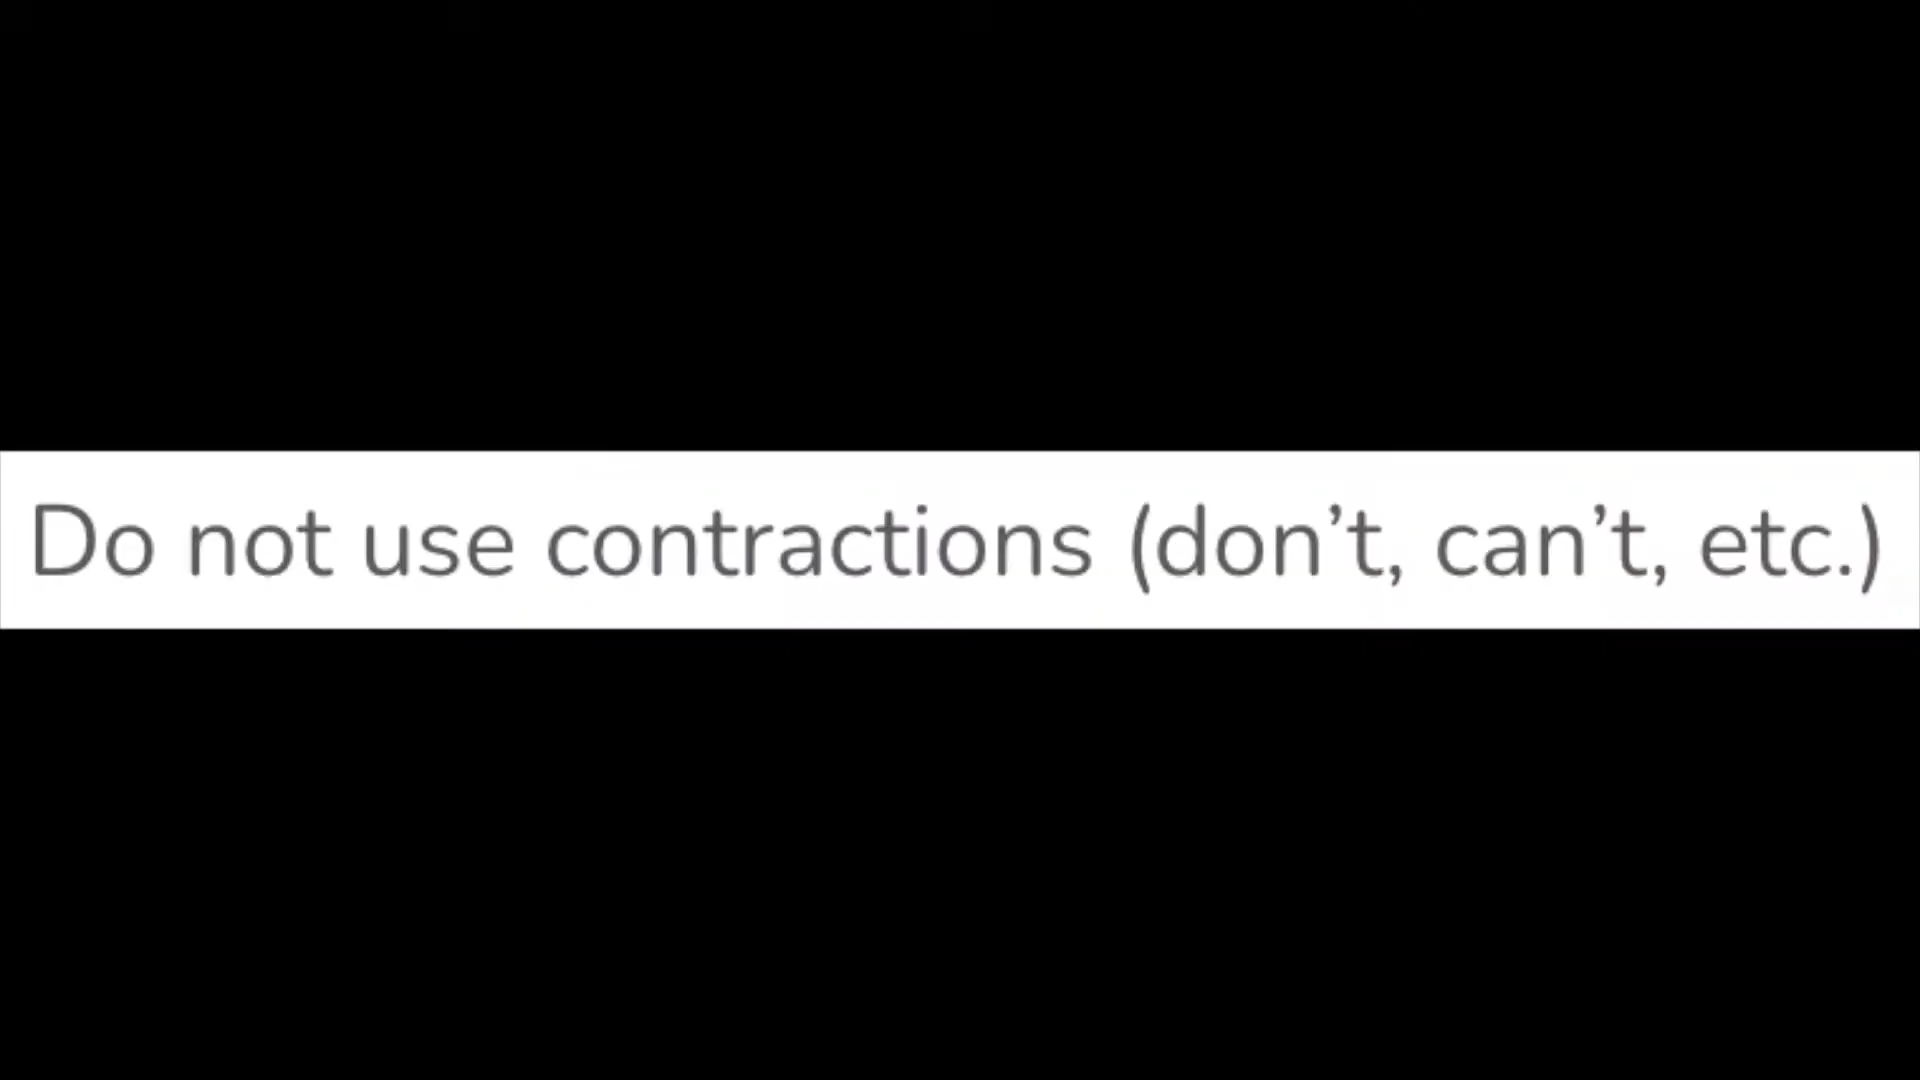 Do not use contractions (don’t, can’t, etc.)